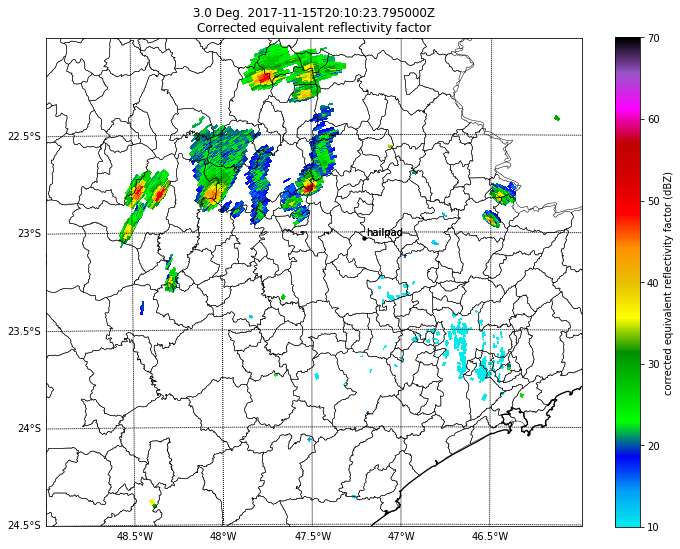 3.0 Deg. 2017-11-15T20:10:23.795000Z
Corrected equivalent reflectivity factor
70
60
50
40
30
20
10
corrected equivalent reflectivity factor (dBZ)
22.5°S
23°S
23.5°S
24°S
24.5°S
hailpad
48.5°W
48°W
47.5°W
47°W
46.5°W